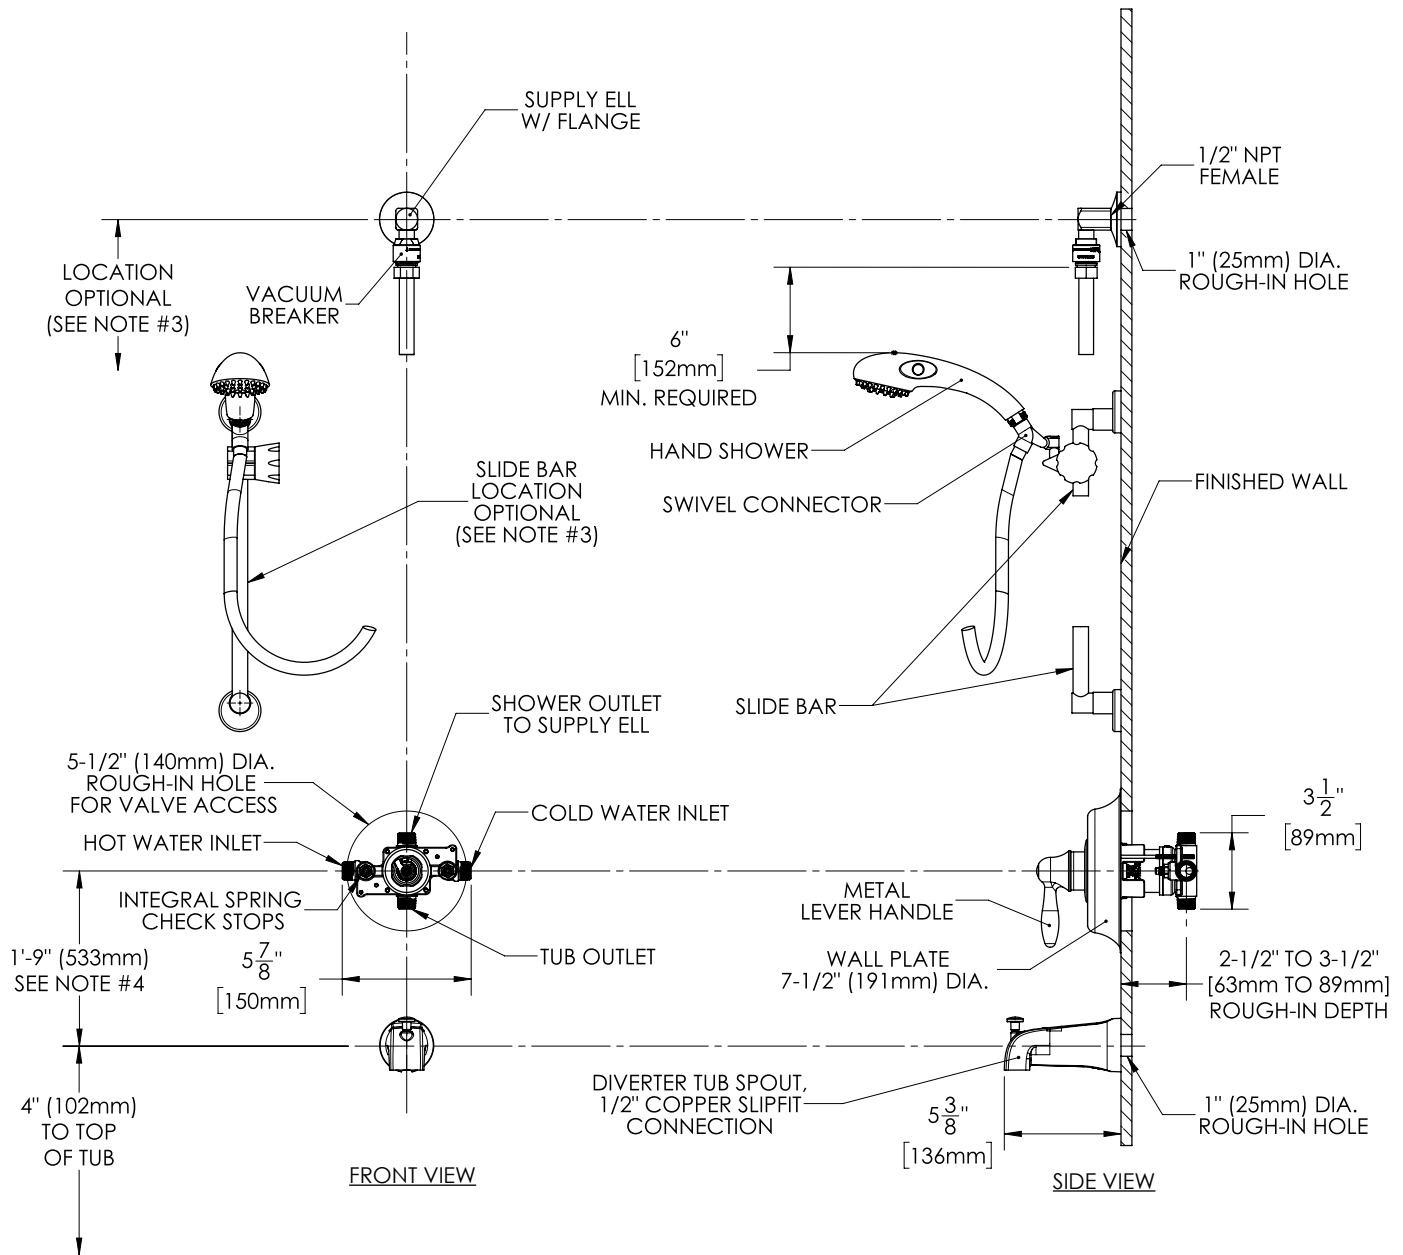 SUPPLY ELL
W/ FLANGE
1/2" NPT
FEMALE
LOCATION
OPTIONAL
(SEE NOTE #3)
VACUUM
BREAKER
1" (25mm) DIA.
ROUGH-IN HOLE
6"
[152mm]
MIN. REQUIRED
HAND SHOWER
SLIDE BAR
LOCATION
OPTIONAL
(SEE NOTE #3)
SWIVEL CONNECTOR
FINISHED WALL
SHOWER OUTLET
TO SUPPLY ELL
SLIDE BAR
5-1/2" (140mm) DIA.
ROUGH-IN HOLE
FOR VALVE ACCESS
COLD WATER INLET
3 1/2"
[89mm]
HOT WATER INLET
INTEGRAL SPRING
CHECK STOPS
METAL
LEVER HANDLE
1'-9" (533mm)
SEE NOTE #4
5 7/8"
[150mm]
TUB OUTLET
WALL PLATE
7-1/2" (191mm) DIA.
2-1/2" TO 3-1/2"
[63mm TO 89mm]
ROUGH-IN DEPTH
4" (102mm)
TO TOP
OF TUB
DIVERTER TUB SPOUT,
1/2" COPPER SLIPFIT
CONNECTION
5 3/8"
[136mm]
1" (25mm) DIA.
ROUGH-IN HOLE
FRONT VIEW
SIDE VIEW